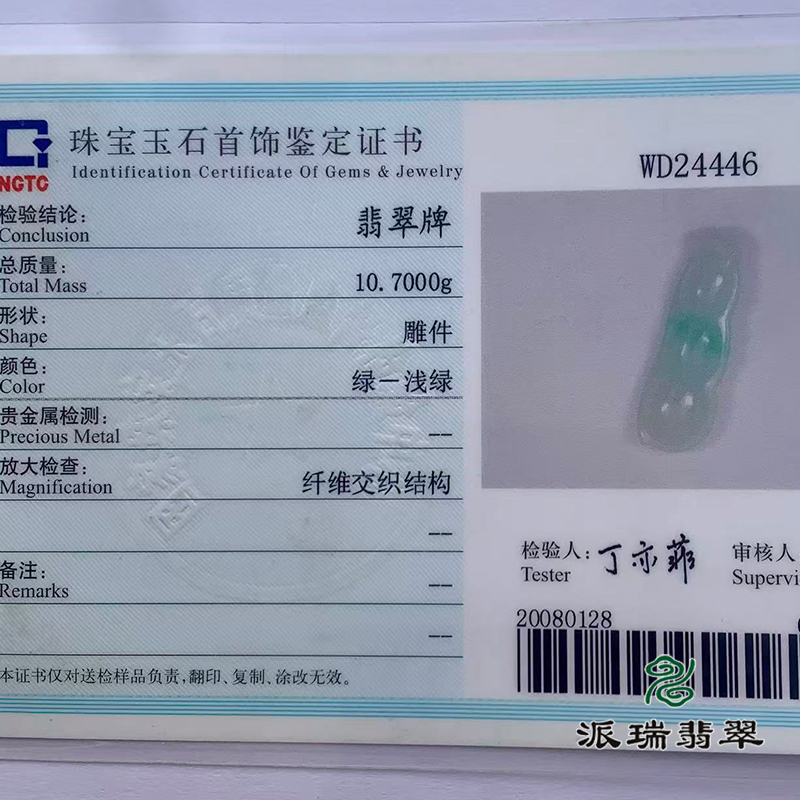 珠宝玉石首饰鉴定证书
Identification Certificate Of Gems & Jewelry
NGTC
WD24446
检验结论:
Conclusion
翡翠牌
总质量:
Total Mass
10.7000g
形状:
Shape
雕件
颜色:
Color
绿—浅绿
贵金属检测:
Precious Metal
--
放大检查:
Magnification
纤维交织结构
--
备注:
Remarks
--
--
本证书仅对送检样品负责,翻印、复制、涂改无效。
检验人:丁亦菲
Tester
审核人
Supervi
20080128
派瑞翡翠